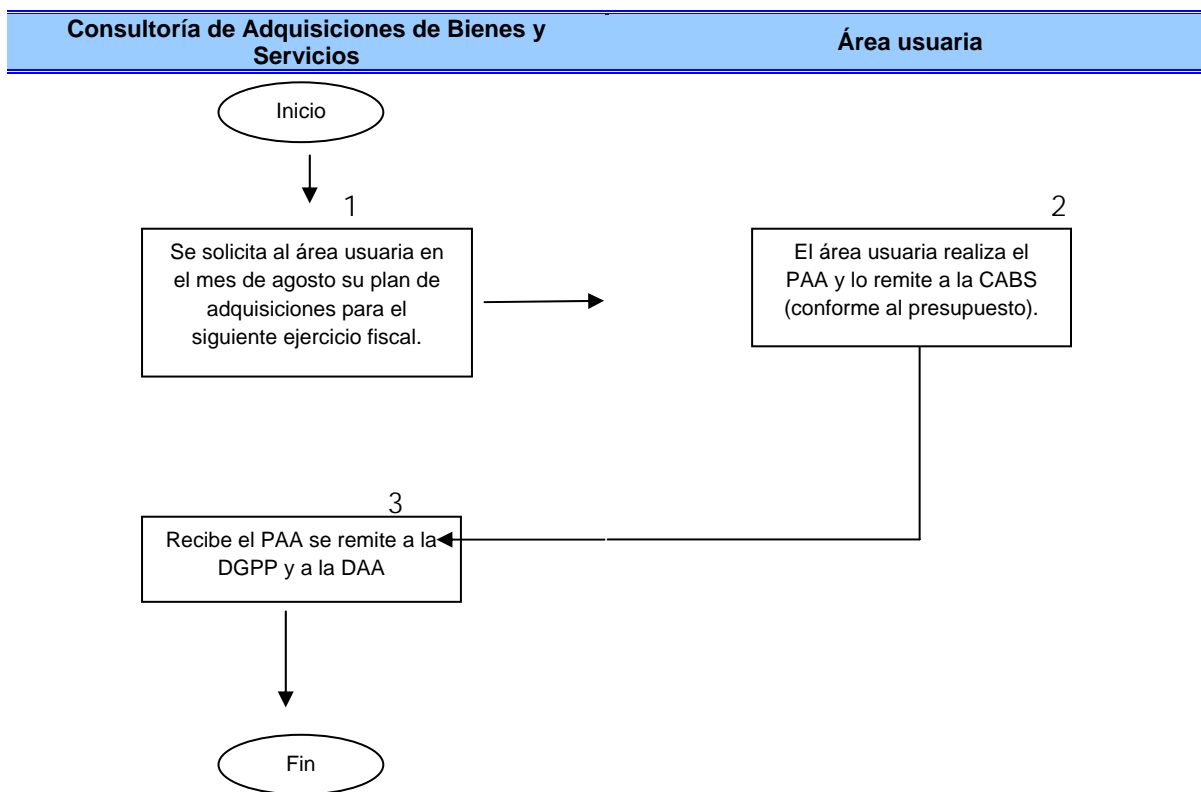 Consultoría de Adquisiciones de Bienes y
Servicios
Área usuaria
Inicio
1
Se solicita al área usuaria en
el mes de agosto su plan de
adquisiciones para el
siguiente ejercicio fiscal.
2
El área usuaria realiza el
PAA y lo remite a la CABS
(conforme al presupuesto).
3
Recibe el PAA se remite a la
DGPP y a la DAA
Fin